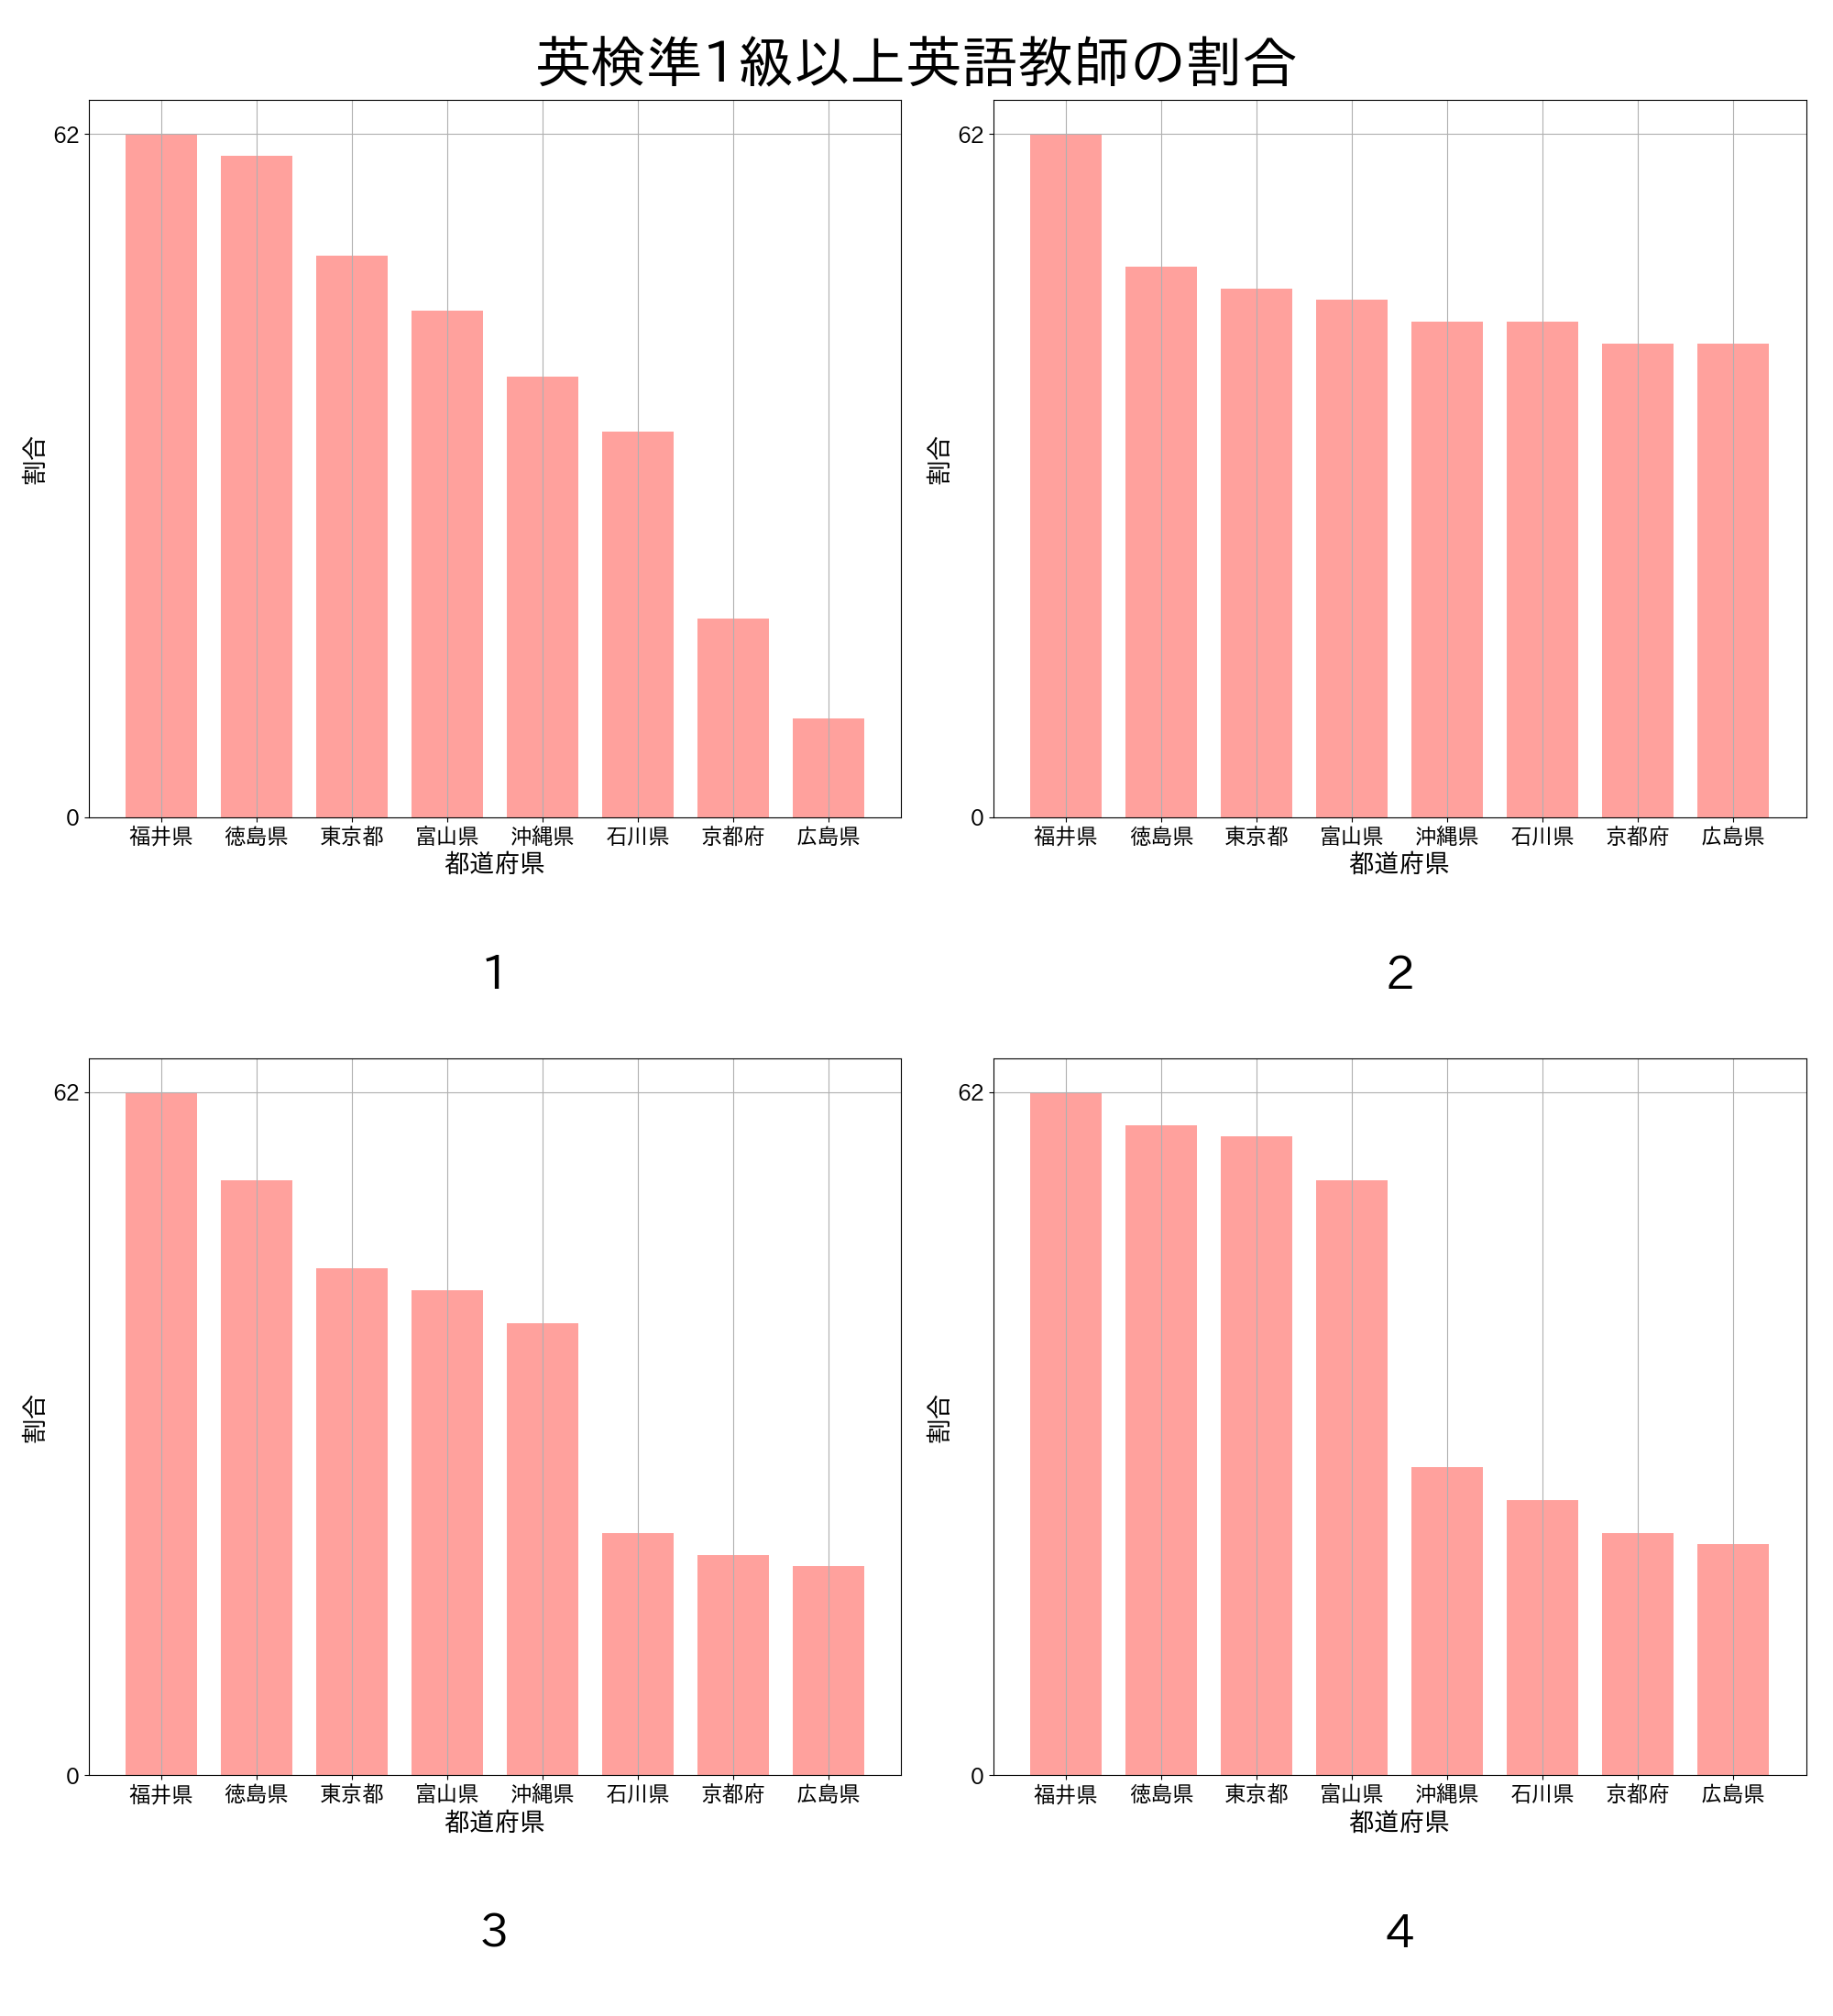 英検準1級以上英語教師の割合
62
0
割合
福井県 徳島県 東京都 富山県 沖縄県 石川県 京都府 広島県
都道府県
1
62
0
割合
福井県 徳島県 東京都 富山県 沖縄県 石川県 京都府 広島県
都道府県
2
62
0
割合
福井県 徳島県 東京都 富山県 沖縄県 石川県 京都府 広島県
都道府県
3
62
0
割合
福井県 徳島県 東京都 富山県 沖縄県 石川県 京都府 広島県
都道府県
4